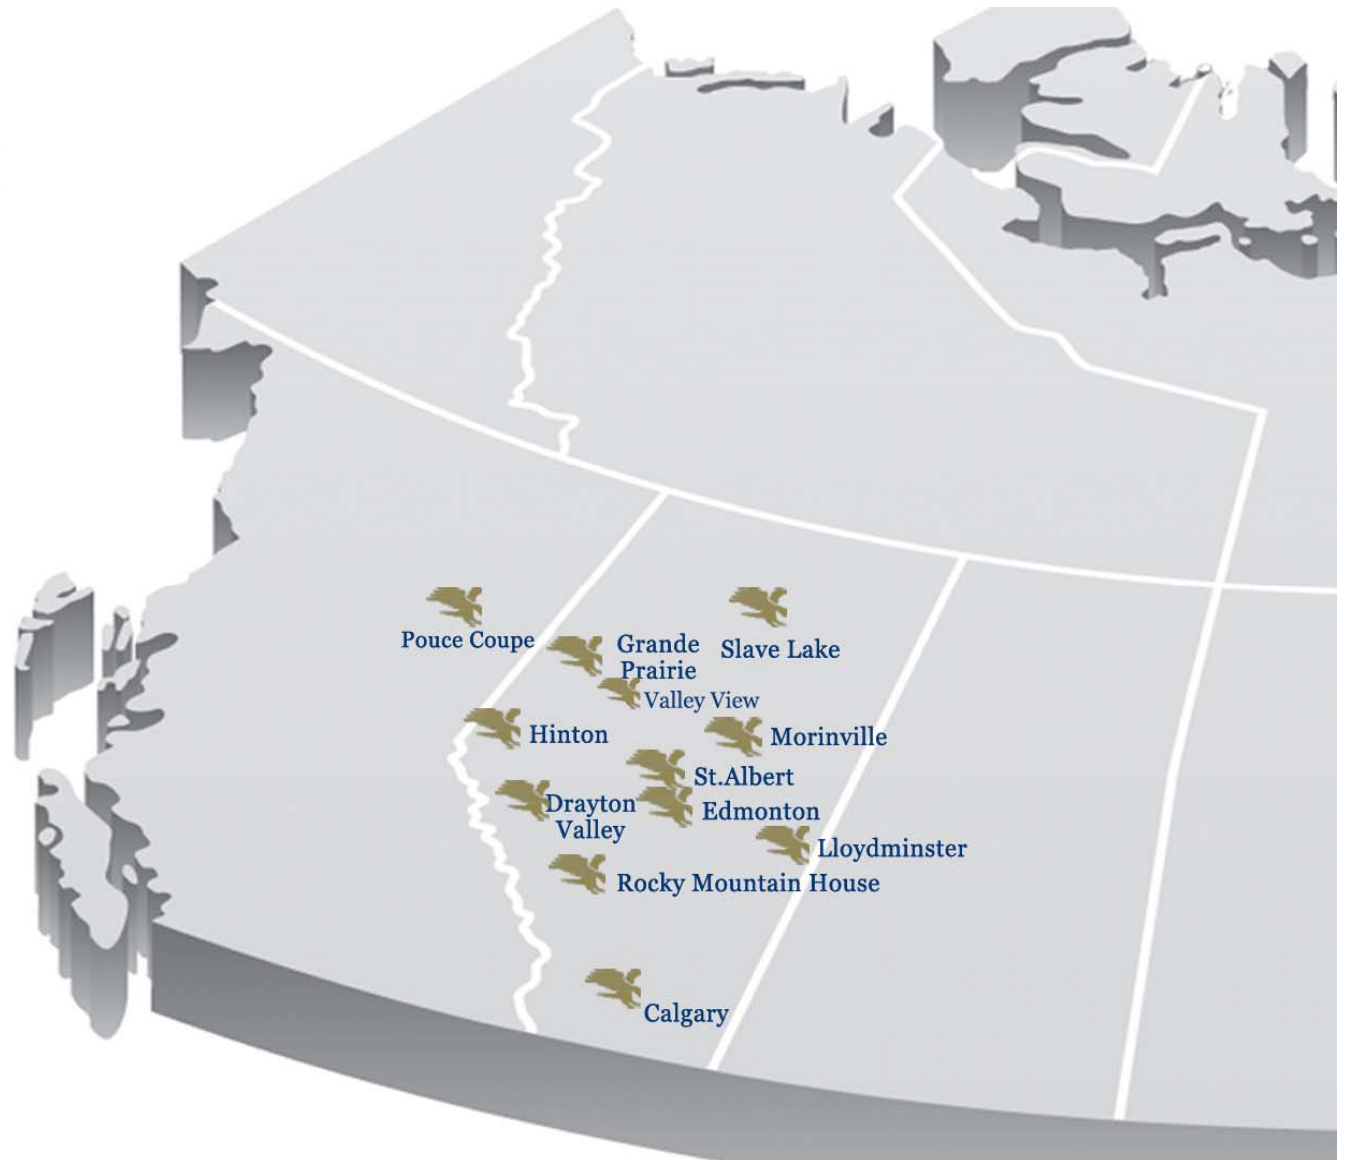 Pouce Coupe
Grande
Prairie
Slave Lake
Valley View
Hinton
Morinville
St.Albert
Drayton
Valley
Edmonton
Lloydminster
Rocky Mountain House
Calgary